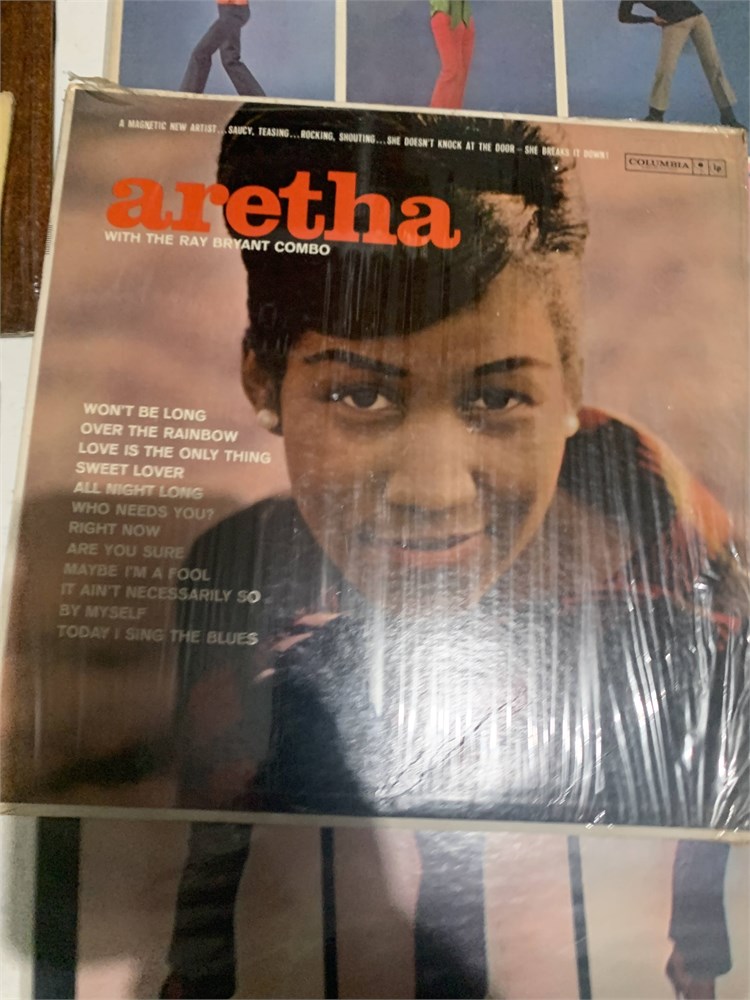 A MAGNETIC NEW ARTIST...SAUCY, TEASING...ROCKING, SHOUTING...SHE DOESN'T KNOCK AT THE DOOR - SHE BREAKS IT DOWN!
COLUMBIA lp
aretha
WITH THE RAY BRYANT COMBO
WON'T BE LONG
OVER THE RAINBOW
LOVE IS THE ONLY THING
SWEET LOVER
ALL NIGHT LONG
WHO NEEDS YOU?
RIGHT NOW
ARE YOU SURE
MAYBE I'M A FOOL
IT AIN'T NECESSARILY SO
BY MYSELF
TODAY I SING THE BLUES